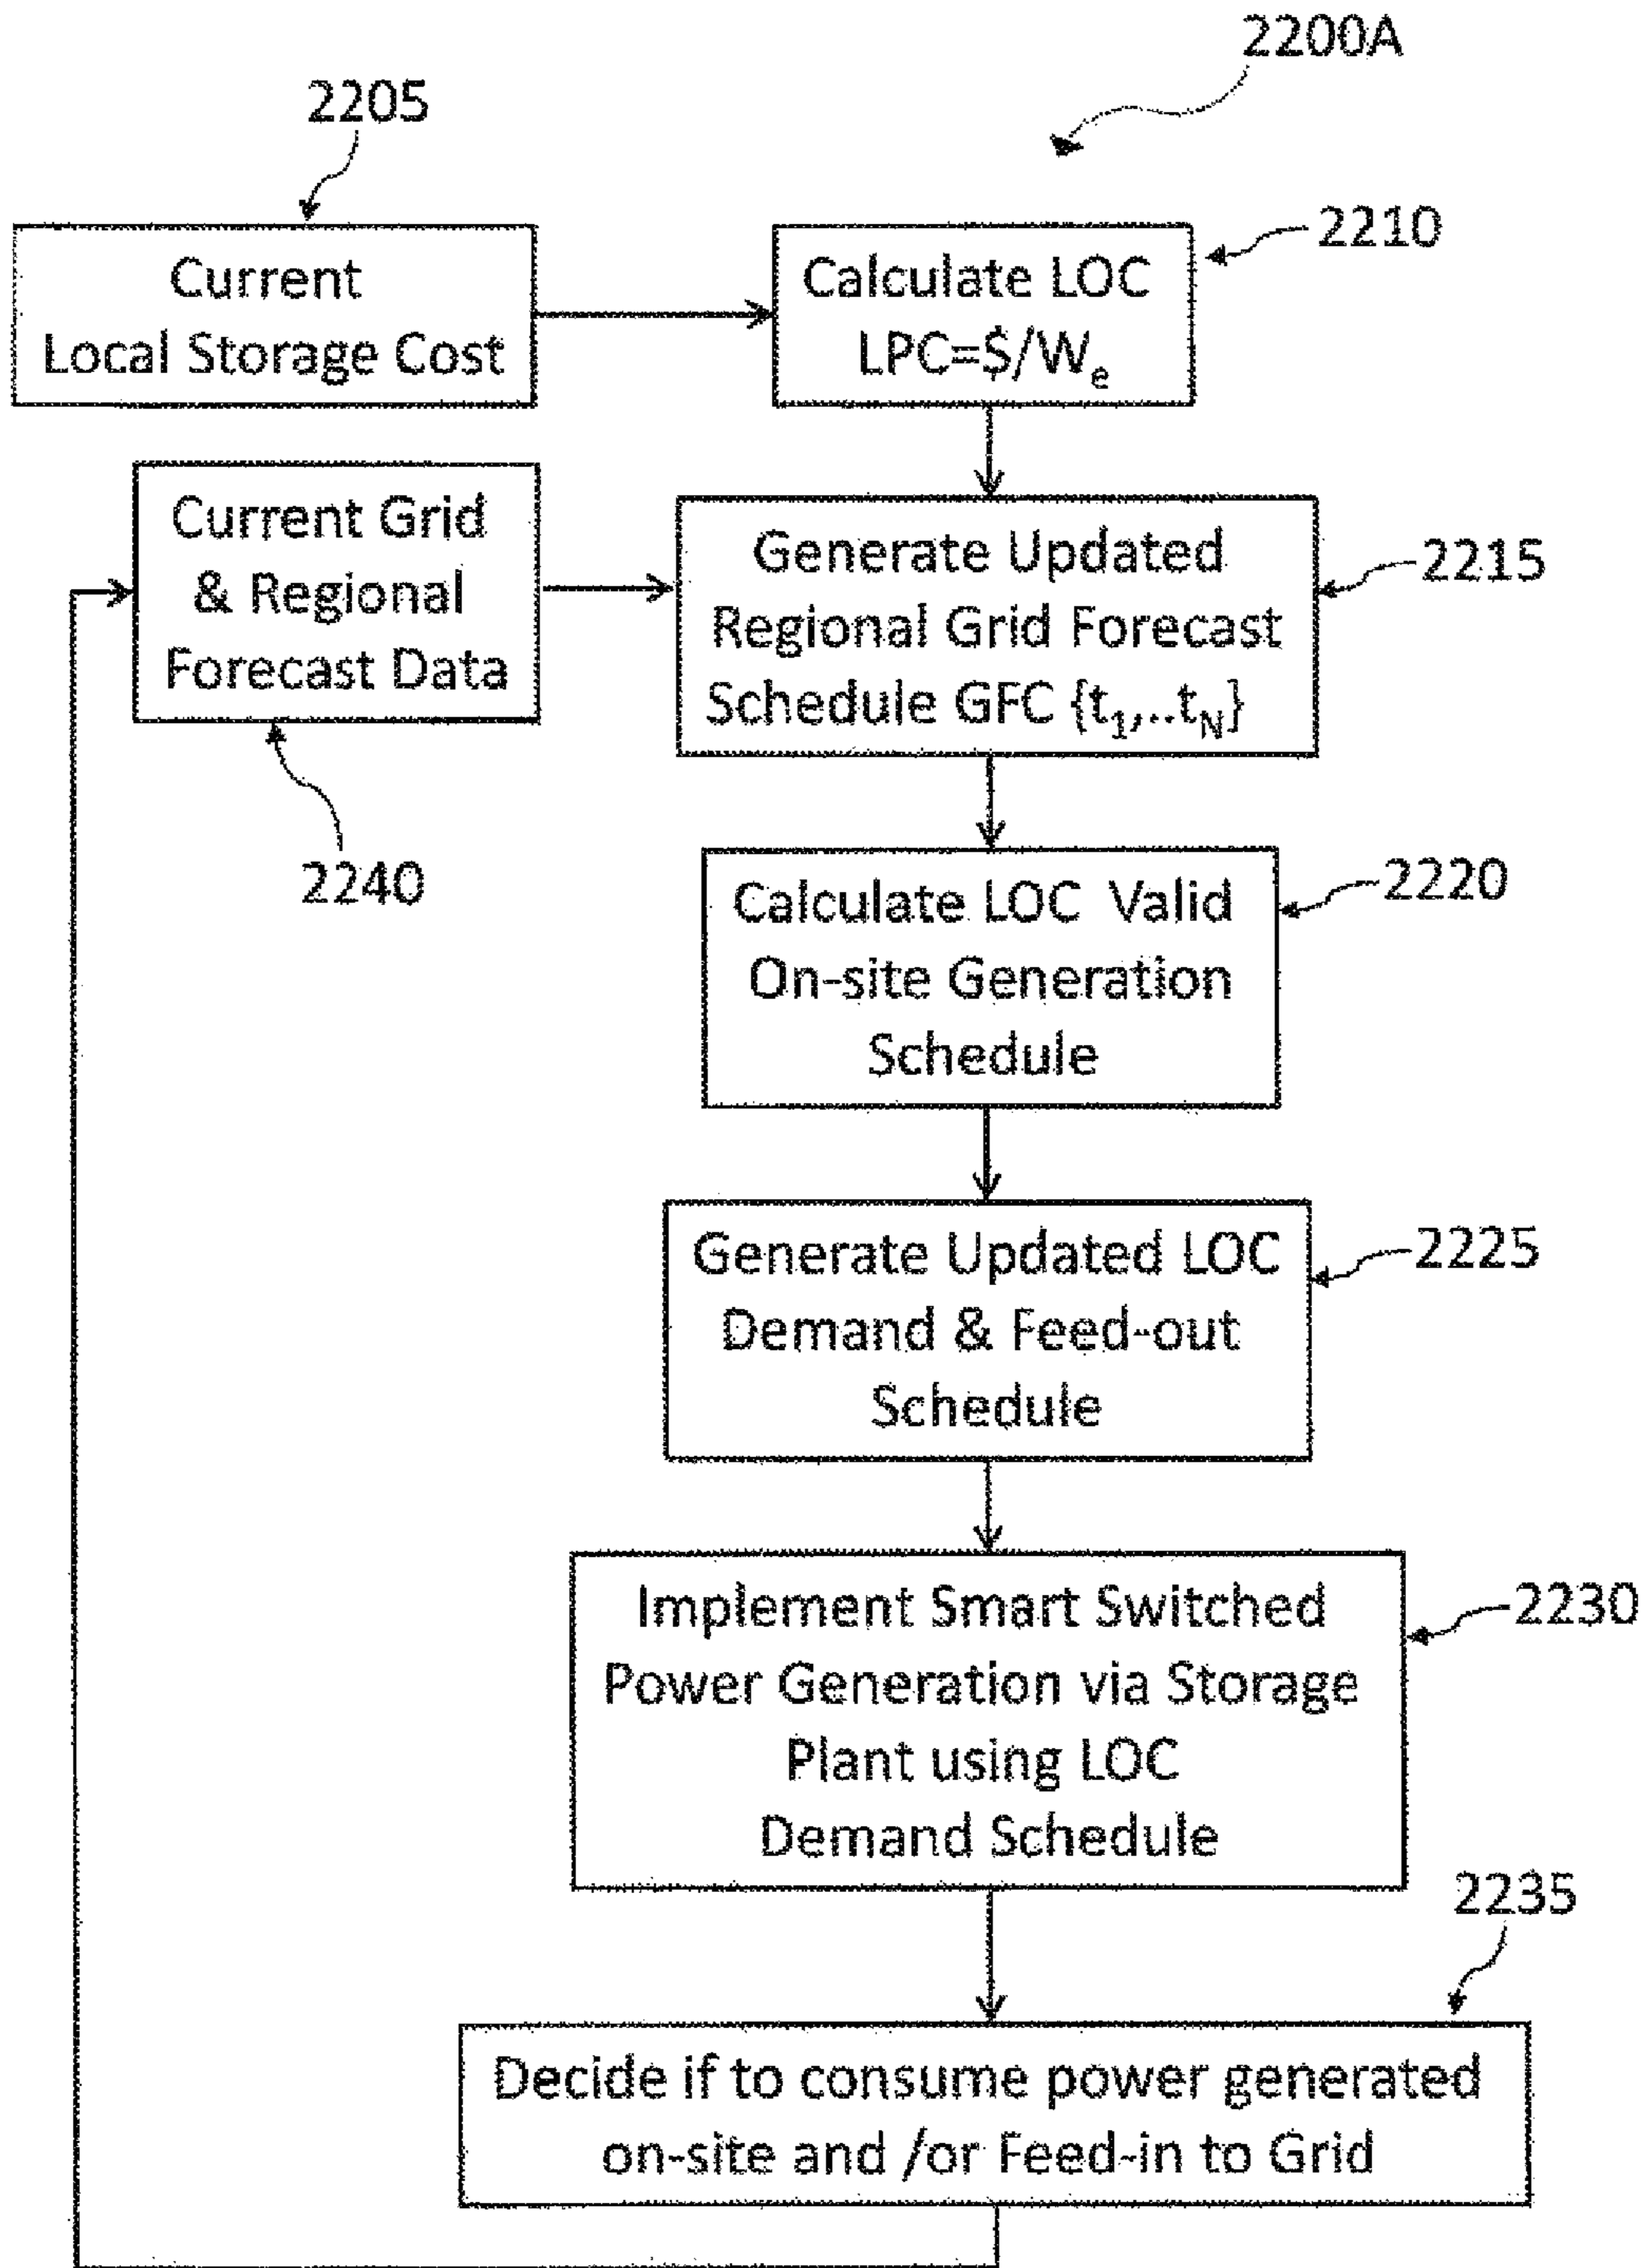 2200A
2205
Current
Local Storage Cost
Calculate LOC
LPC=$/Wₑ
2210
Current Grid
& Regional
Forecast Data
2240
Generate Updated
Regional Grid Forecast
Schedule GFC {t₁,..t_N}
2215
Calculate LOC Valid
On-site Generation
Schedule
2220
Generate Updated LOC
Demand & Feed-out
Schedule
2225
Implement Smart Switched
Power Generation via Storage
Plant using LOC
Demand Schedule
2230
2235
Decide if to consume power generated
on-site and /or Feed-in to Grid